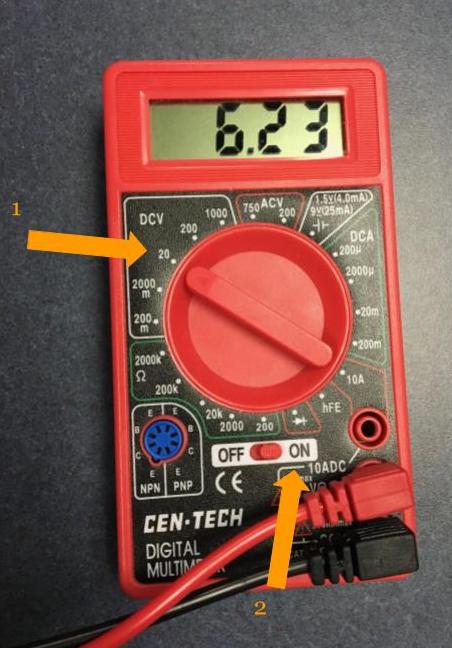 6.23
1
DCV
1000
750 ACV 200
1.5V(4.0mA)
9V(25mA)
200
20
DCA
200µ
2000µ
2000
m
200
m
20m
200m
2000k
Ω
200k
10A
20k
2000
200
hFE
E E
B B
C C
E E
NPN PNP
OFF ON
10ADC
CE
CEN-TECH
DIGITAL
2